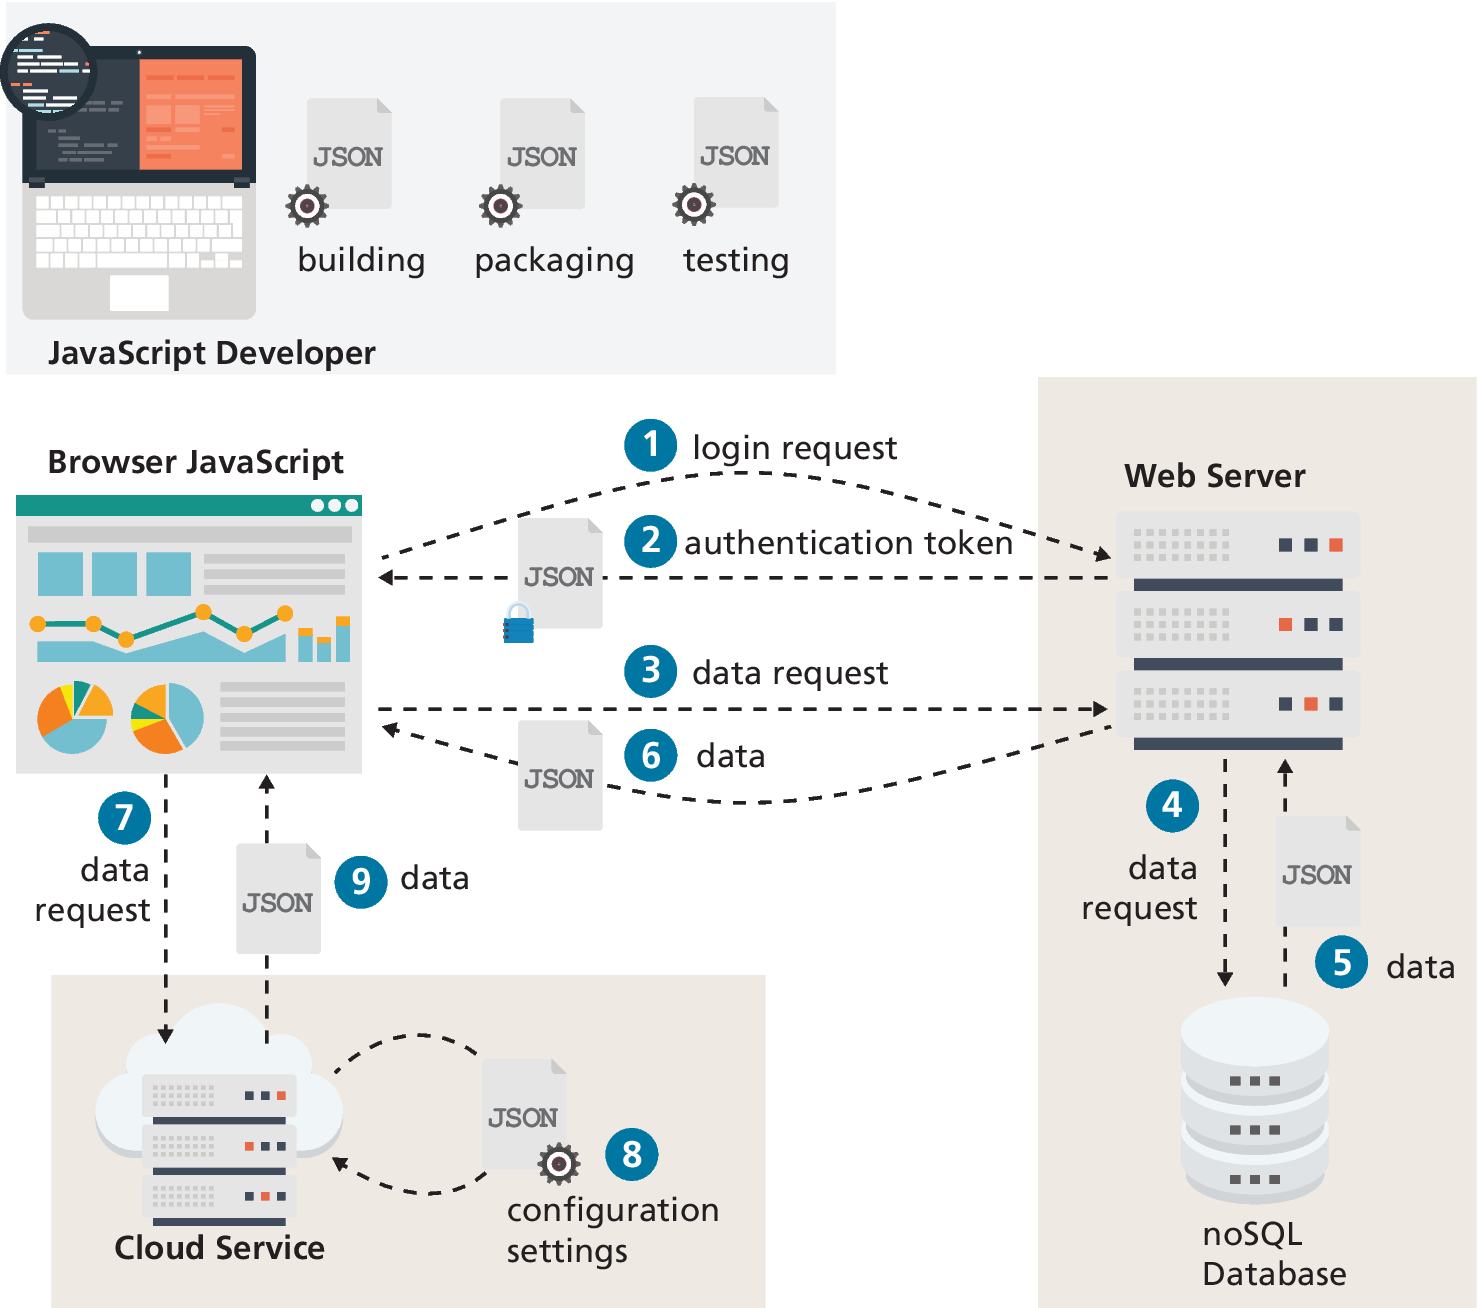 JSON
JSON
JSON
building
packaging
testing
JavaScript Developer
Browser JavaScript
1 login request
Web Server
2 authentication token
JSON
3 data request
6 data
JSON
7
data
request
9 data
JSON
4
data
request
JSON
5 data
JSON
8
configuration
settings
Cloud Service
noSQL
Database